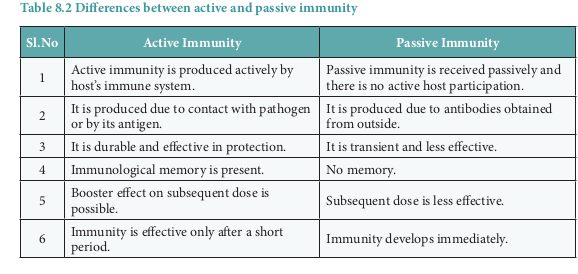 Table 8.2 Differences between active and passive immunity
Sl.No Active Immunity Passive Immunity
1 Active immunity is produced actively by host's immune system. Passive immunity is received passively and there is no active host participation.
2 It is produced due to contact with pathogen or by its antigen. It is produced due to antibodies obtained from outside.
3 It is durable and effective in protection. It is transient and less effective.
4 Immunological memory is present. No memory.
5 Booster effect on subsequent dose is possible. Subsequent dose is less effective.
6 Immunity is effective only after a short period. Immunity develops immediately.